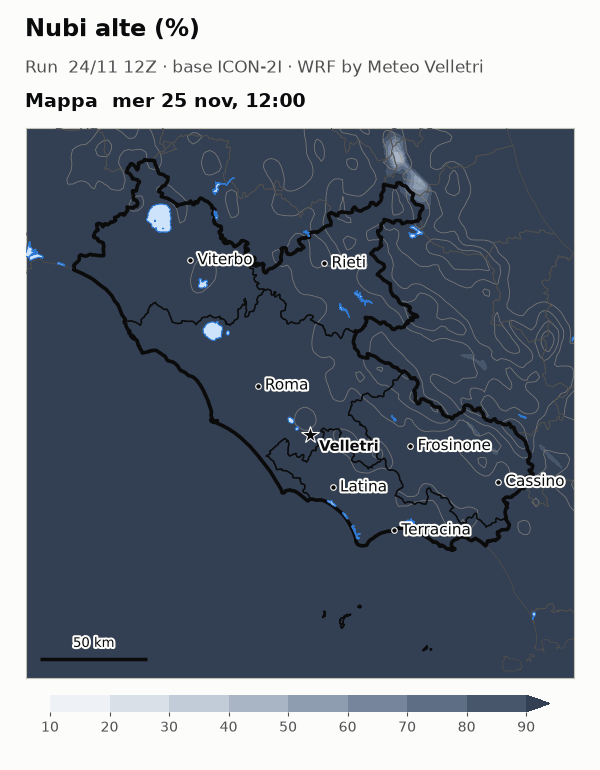 Nubi alte (%)
Run  24/11 12Z · base ICON-2I · WRF by Meteo Velletri
Mappa  mer 25 nov, 12:00
Viterbo
Rieti
Roma
Velletri
Frosinone
Cassino
Latina
Terracina
50 km
10 20 30 40 50 60 70 80 90